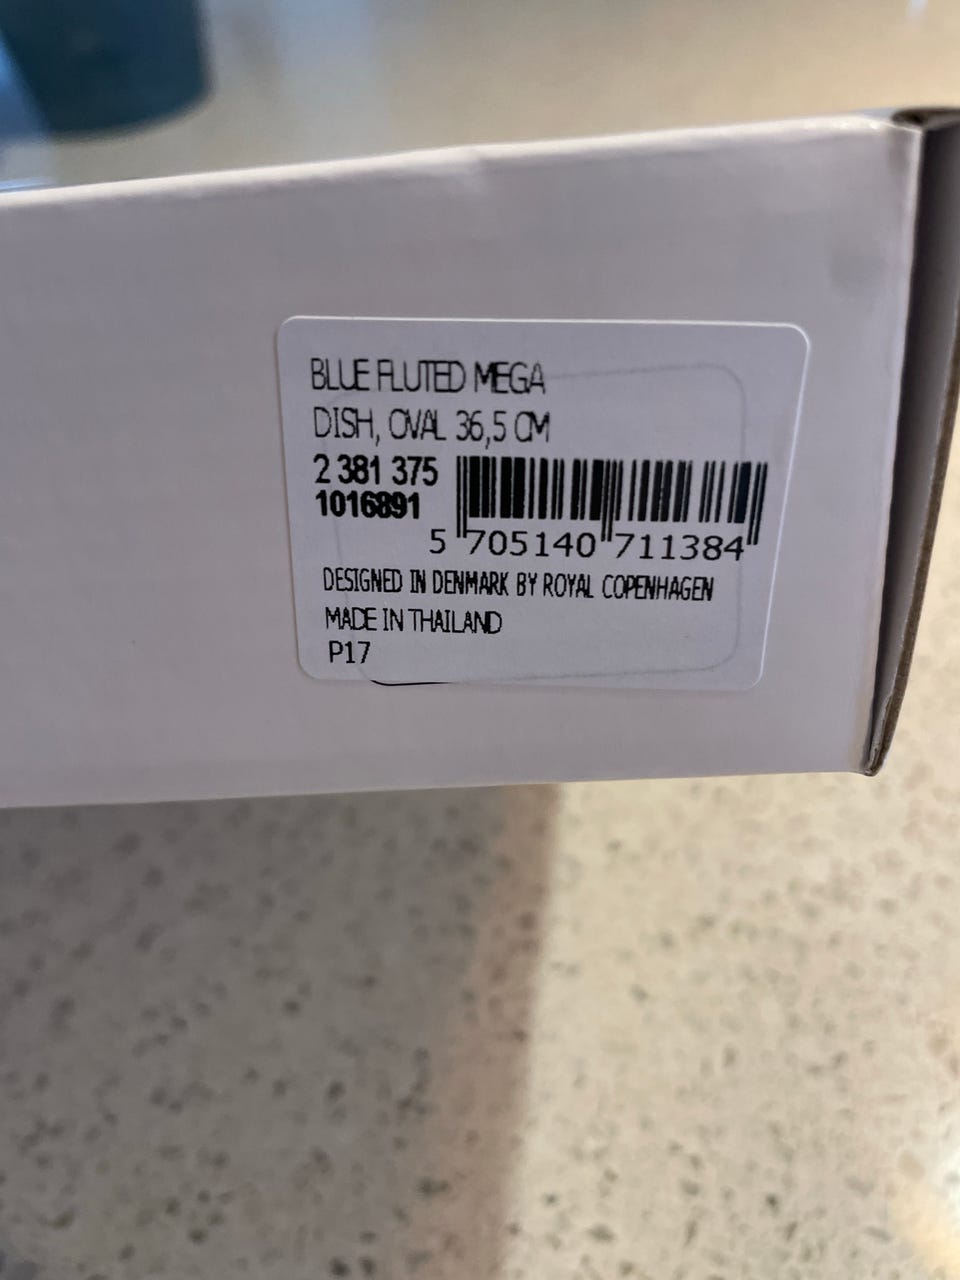 BLUE FLUTED MEGA
DISH, OVAL 36,5 CM
2 381 375
1016891
5 705140 711384
DESIGNED IN DENMARK BY ROYAL COPENHAGEN
MADE IN THAILAND
P17